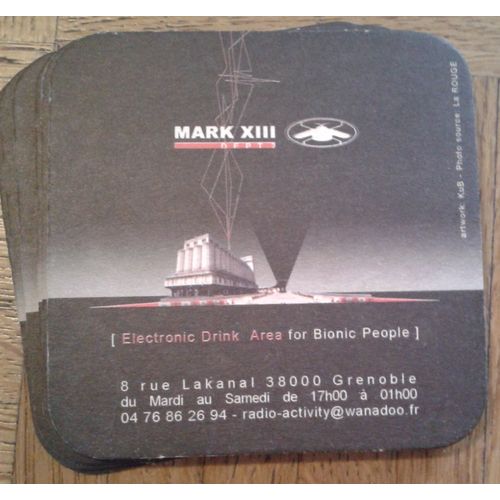 MARK XIII
DEPT3
artwork: KuB - Photo source: La ROUGE
[ Electronic Drink Area for Bionic People ]
8 rue Lakanal 38000 Grenoble
du Mardi au Samedi de 17h00 à 01h00
04 76 86 26 94 - radio-activity@wanadoo.fr